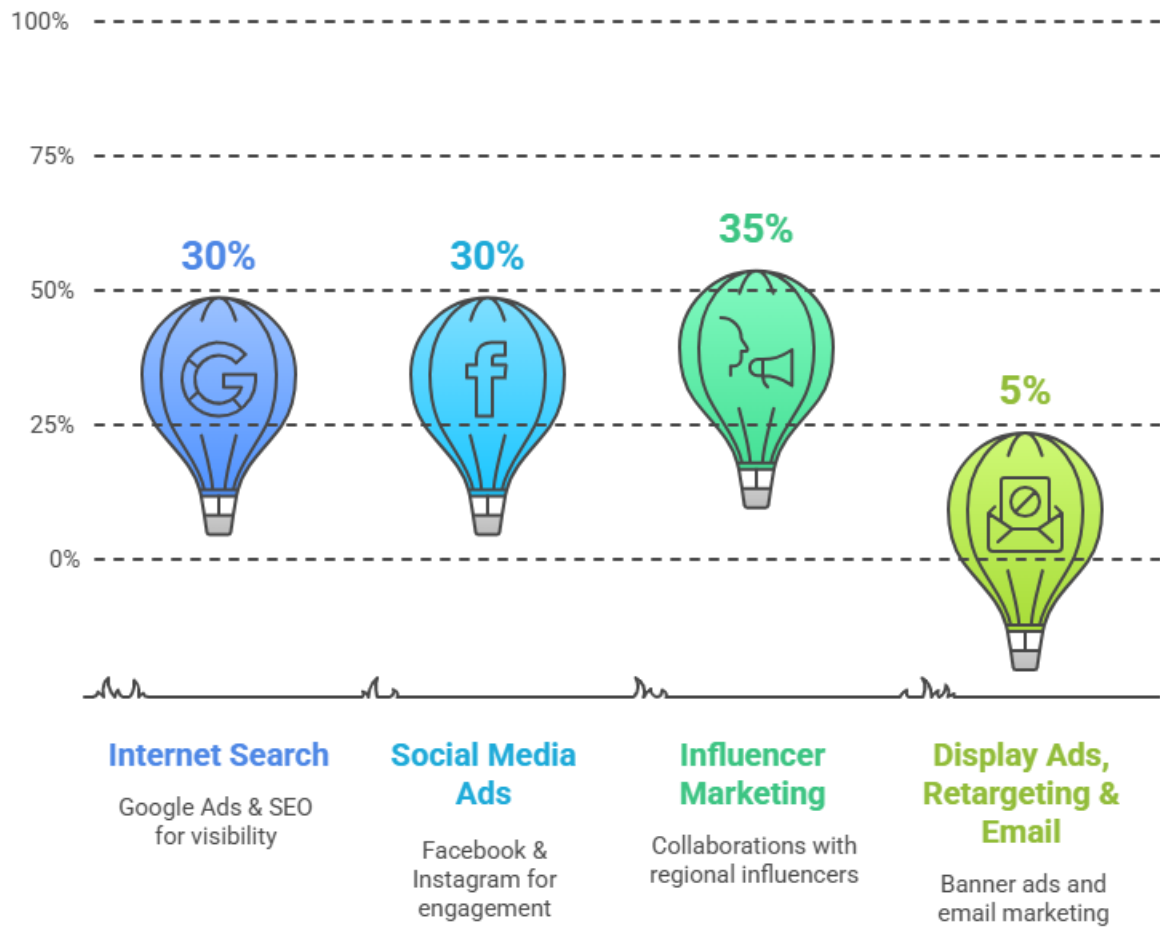 100%
75%
50%
25%
0%
30%
30%
35%
5%
Internet Search
Google Ads & SEO
for visibility
Social Media
Ads
Facebook &
Instagram for
engagement
Influencer
Marketing
Collaborations with
regional influencers
Display Ads,
Retargeting &
Email
Banner ads and
email marketing